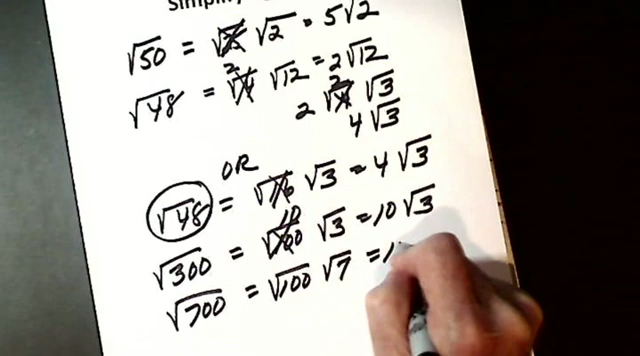 Simplify
√50 = √25 √2 = 5√2
√48 = √4 √12 = 2√12
2 √4 √3
4√3
OR
√48 = √16 √3 = 4√3
√300 = √100 √3 = 10√3
√700 = √100 √7 = 1